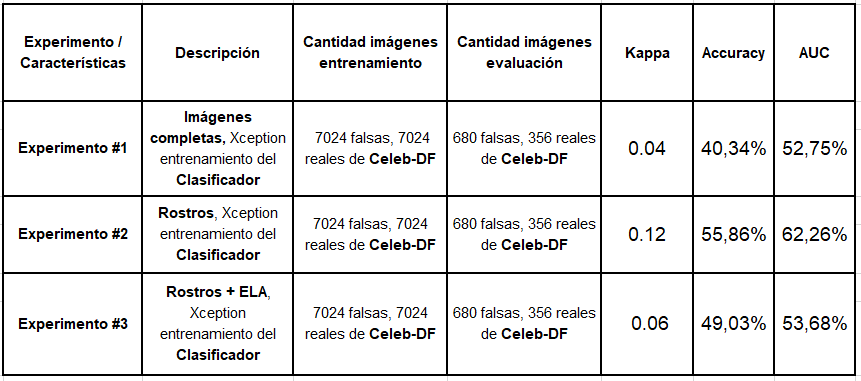 Experimento /
Características
Descripción
Cantidad imágenes
entrenamiento
Cantidad imágenes
evaluación
Kappa
Accuracy
AUC
Experimento #1
Imágenes
completas, Xception
entrenamiento del
Clasificador
7024 falsas, 7024
reales de Celeb-DF
680 falsas, 356 reales
de Celeb-DF
0.04
40,34%
52,75%
Experimento #2
Rostros, Xception
entrenamiento del
Clasificador
7024 falsas, 7024
reales de Celeb-DF
680 falsas, 356 reales
de Celeb-DF
0.12
55,86%
62,26%
Experimento #3
Rostros + ELA,
Xception
entrenamiento del
Clasificador
7024 falsas, 7024
reales de Celeb-DF
680 falsas, 356 reales
de Celeb-DF
0.06
49,03%
53,68%